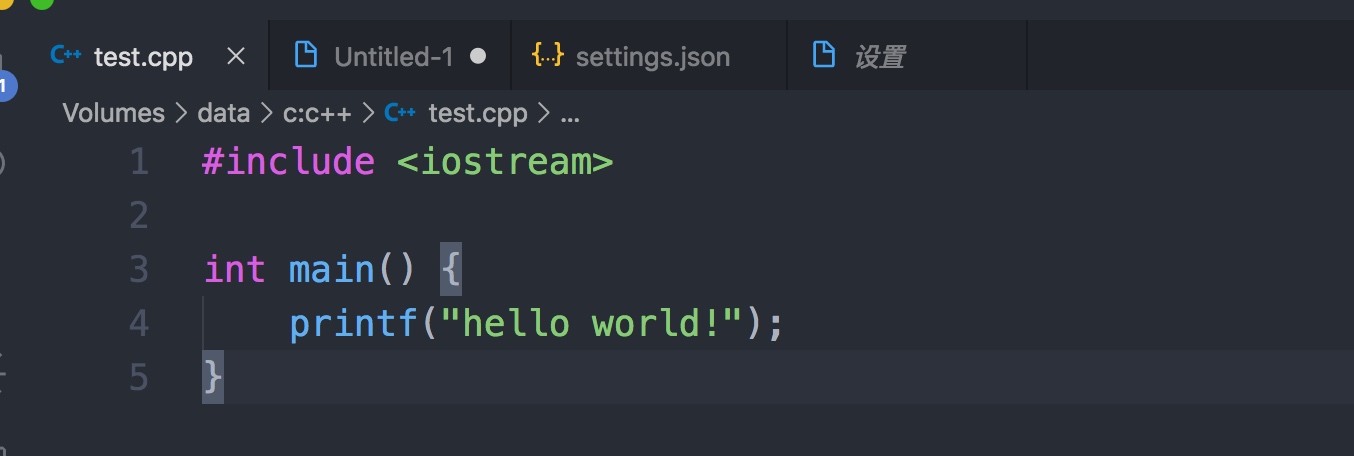 C++ test.cpp Untitled-1 {..} settings.json 设置
1
Volumes > data > c:c++ > C++ test.cpp > ...
1 #include <iostream>
2
3 int main() {
4 printf("hello world!");
5 }